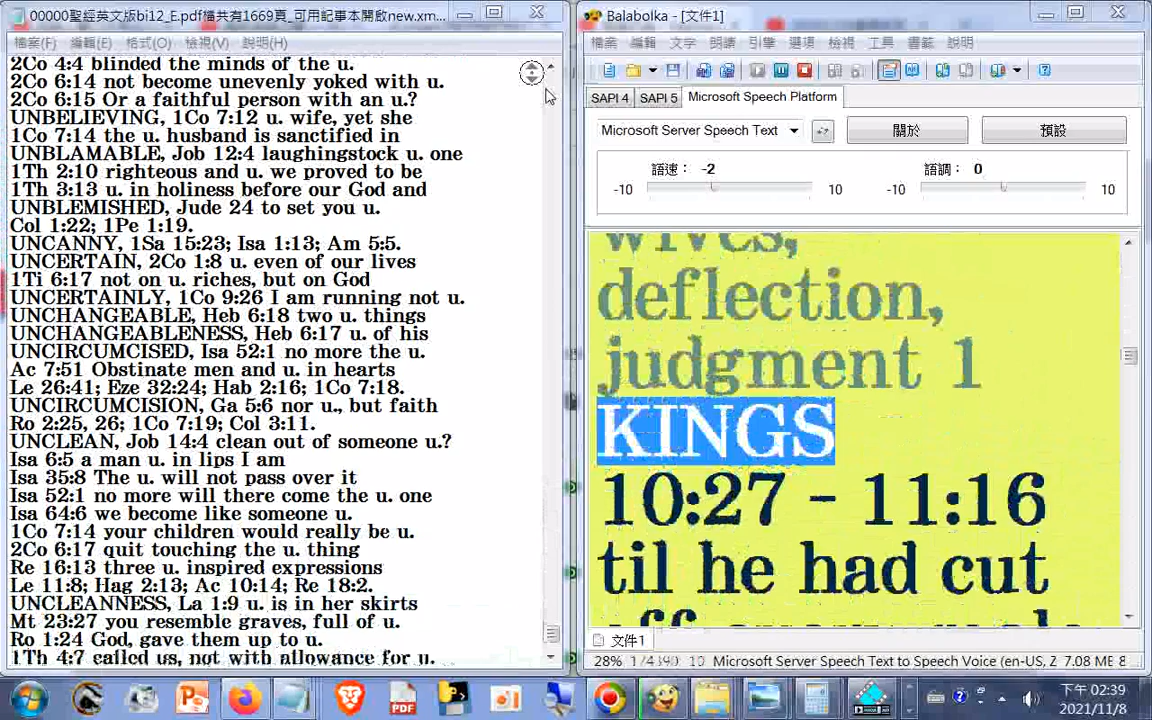 00000聖經英文版bi12_E.pdf檔共有1669頁_可用記事本開啟new.xm...
檔案(F) 編輯(E) 格式(O) 檢視(V) 說明(H)
2Co 4:4 blinded the minds of the u.
2Co 6:14 not become unevenly yoked with u.
2Co 6:15 Or a faithful person with an u.?
UNBELIEVING, 1Co 7:12 u. wife, yet she
1Co 7:14 the u. husband is sanctified in
UNBLAMABLE, Job 12:4 laughingstock u. one
1Th 2:10 righteous and u. we proved to be
1Th 3:13 u. in holiness before our God and
UNBLEMISHED, Jude 24 to set you u.
Col 1:22; 1Pe 1:19.
UNCANNY, 1Sa 15:23; Isa 1:13; Am 5:5.
UNCERTAIN, 2Co 1:8 u. even of our lives
1Ti 6:17 not on u. riches, but on God
UNCERTAINLY, 1Co 9:26 I am running not u.
UNCHANGEABLE, Heb 6:18 two u. things
UNCHANGEABLENESS, Heb 6:17 u. of his
UNCIRCUMCISED, Isa 52:1 no more the u.
Ac 7:51 Obstinate men and u. in hearts
Le 26:41; Eze 32:24; Hab 2:16; 1Co 7:18.
UNCIRCUMCISION, Ga 5:6 nor u., but faith
Ro 2:25, 26; 1Co 7:19; Col 3:11.
UNCLEAN, Job 14:4 clean out of someone u.?
Isa 6:5 a man u. in lips I am
Isa 35:8 The u. will not pass over it
Isa 52:1 no more will there come the u. one
Isa 64:6 we become like someone u.
1Co 7:14 your children would really be u.
2Co 6:17 quit touching the u. thing
Re 16:13 three u. inspired expressions
Le 11:8; Hag 2:13; Ac 10:14; Re 18:2.
UNCLEANNESS, La 1:9 u. is in her skirts
Mt 23:27 you resemble graves, full of u.
Ro 1:24 God, gave them up to u.
1Th 4:7 called us, not with allowance for u.
Balabolka - [文件1]
檔案 編輯 文字 朗讀 引擎 選項 檢視 工具 書籤 說明
SAPI 4 SAPI 5 Microsoft Speech Platform
Microsoft Server Speech Text 關於 預設
語速： -2 語調： 0
-10 10 -10 10
wives,
deflection,
judgment 1
KINGS
10:27 - 11:16
til he had cut
文件1
28% 10 Microsoft Server Speech Text to Speech Voice (en-US, Z 7.08 MB 8
PDF
下午 02:39
2021/11/8